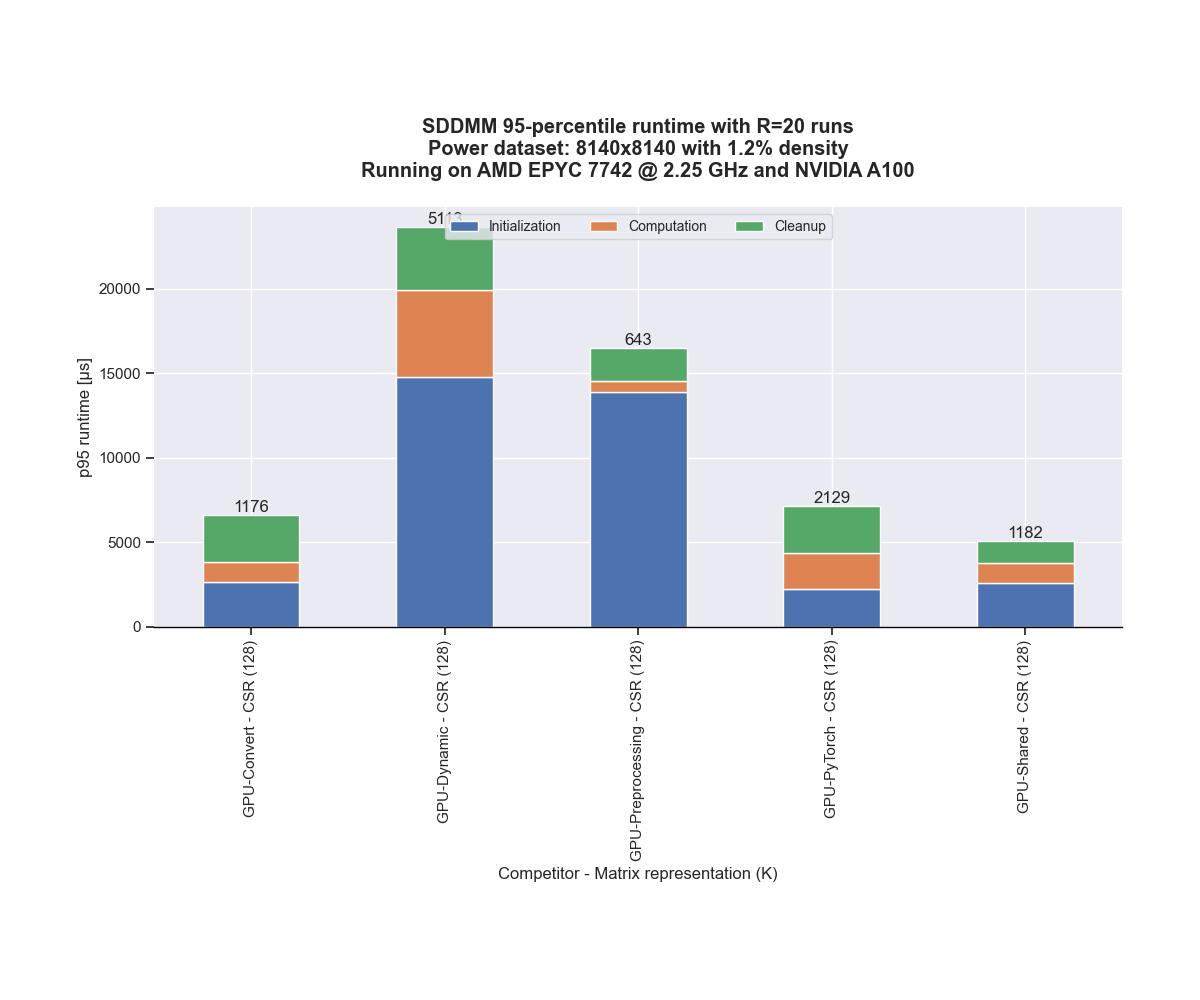 SDDMM 95-percentile runtime with R=20 runs
Power dataset: 8140x8140 with 1.2% density
Running on AMD EPYC 7742 @ 2.25 GHz and NVIDIA A100
Initialization
Computation
Cleanup
643
1176
2129
1182
20000
15000
10000
5000
0
p95 runtime [µs]
GPU-Convert - CSR (128)
GPU-Dynamic - CSR (128)
GPU-Preprocessing - CSR (128)
GPU-PyTorch - CSR (128)
GPU-Shared - CSR (128)
Competitor - Matrix representation (K)